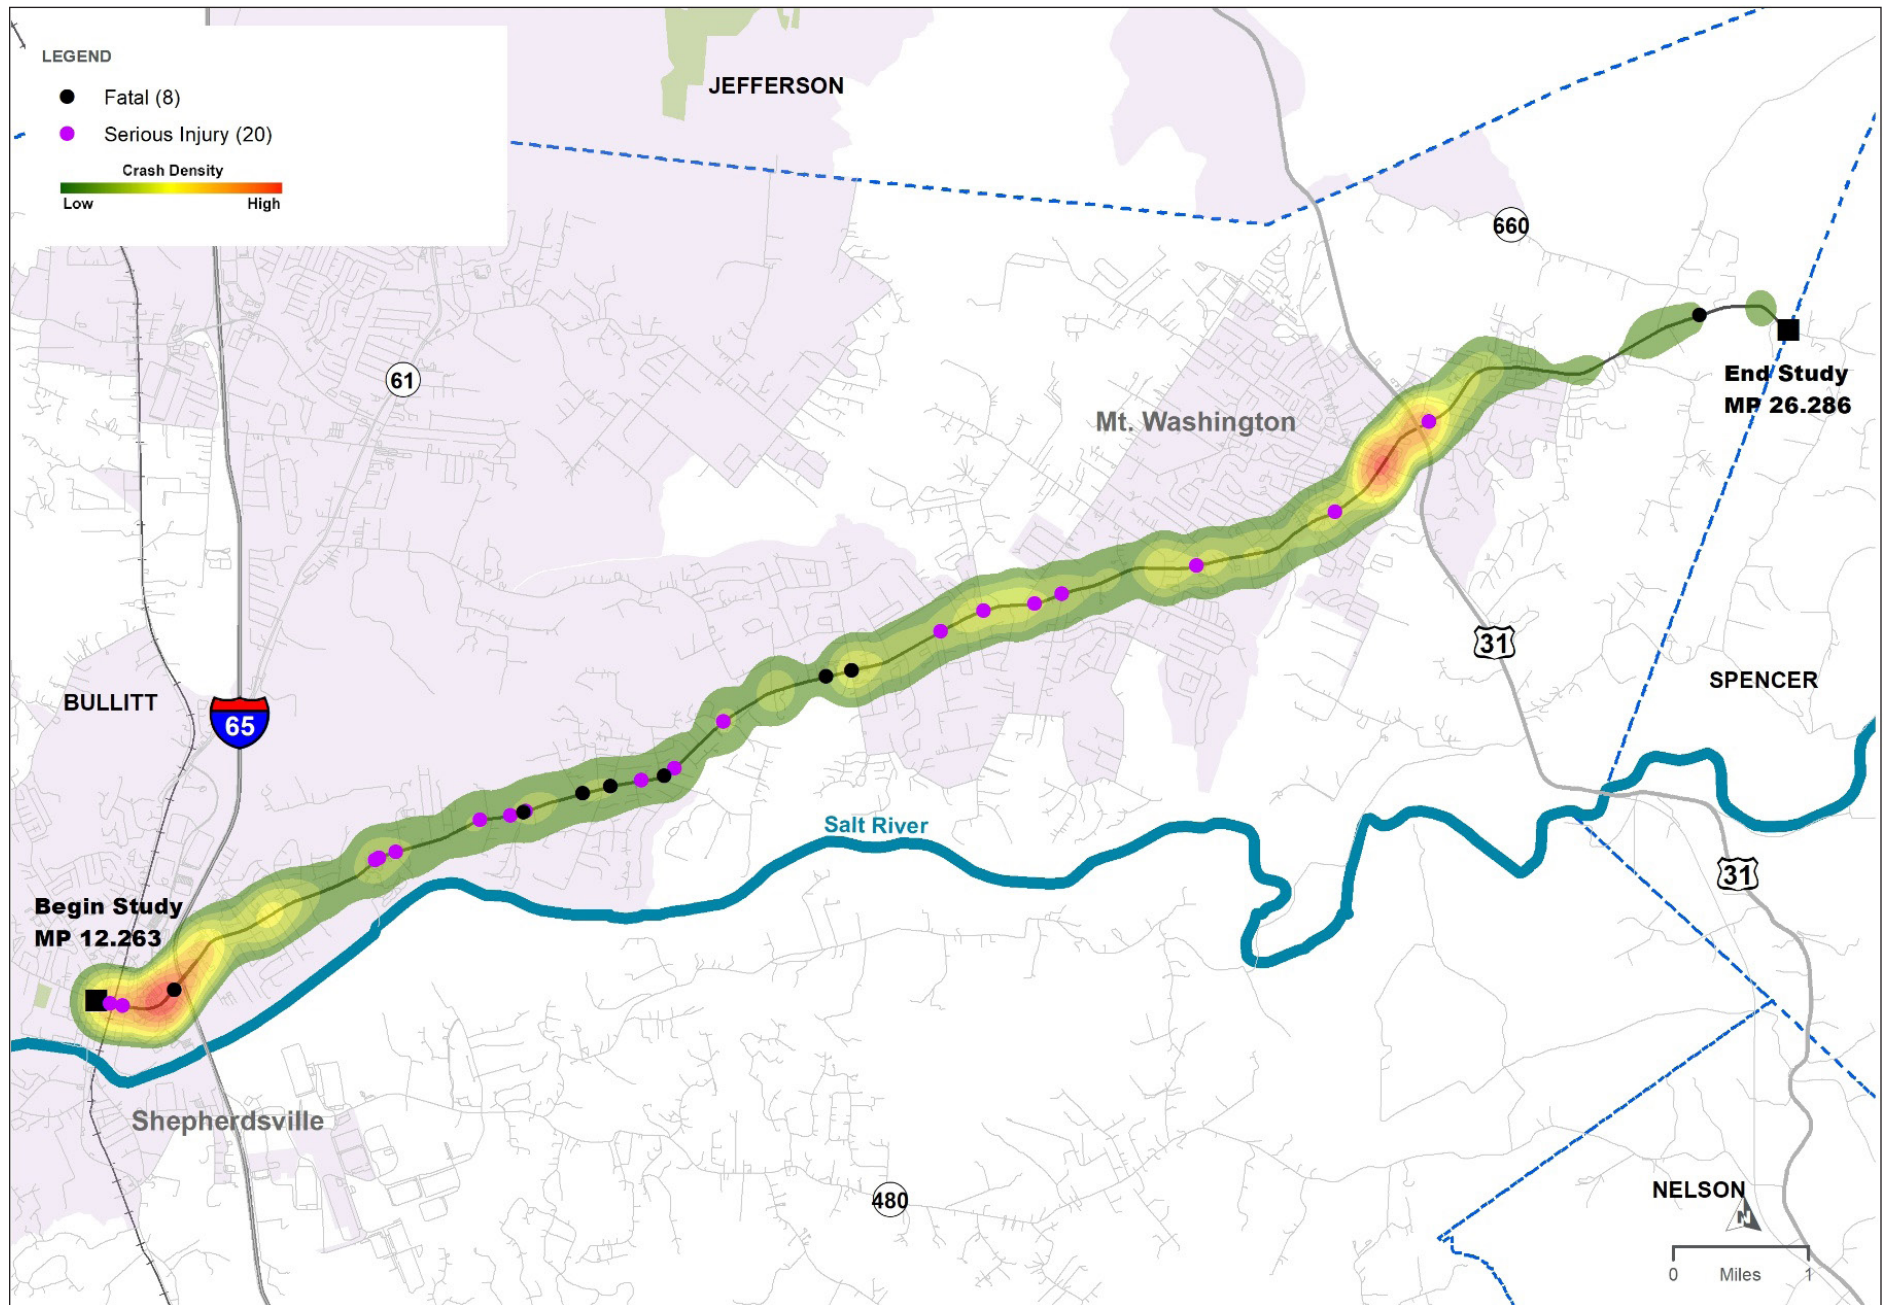 LEGEND
Fatal (8)
Serious Injury (20)
Crash Density
Low High
JEFFERSON
660
61
End Study
MP 26.286
Mt. Washington
31
SPENCER
BULLITT
65
Salt River
31
Begin Study
MP 12.263
Shepherdsville
480
NELSON
N
0 Miles 1